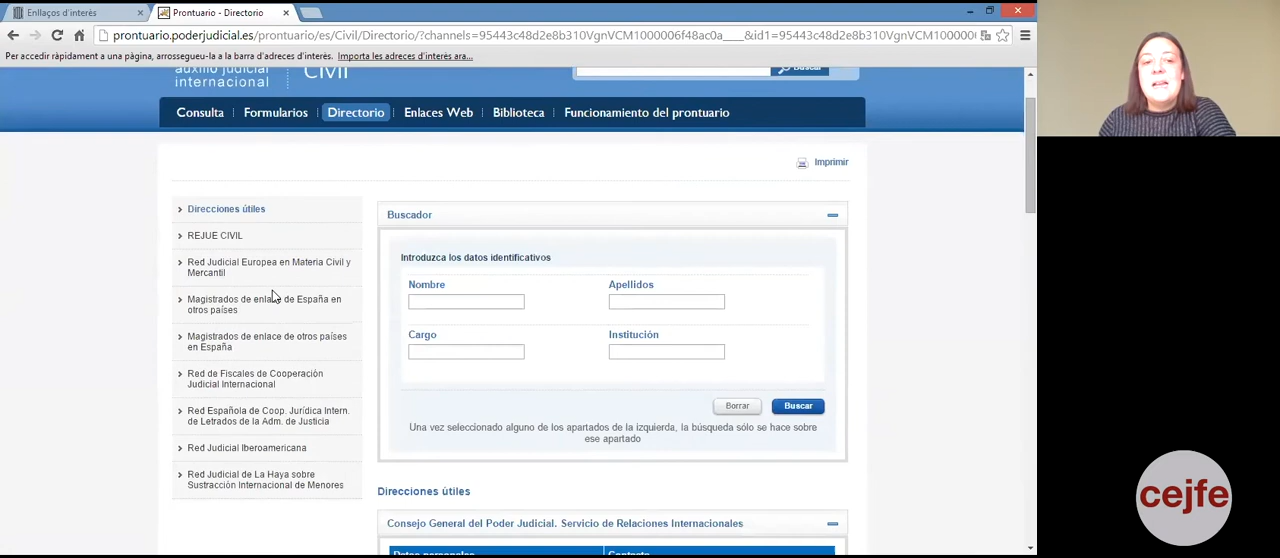 Enllaços d'interès
Prontuario - Directorio
prontuario.poderjudicial.es/prontuario/es/Civil/Directorio/?channels=95443c48d2e8b310VgnVCM1000006f48ac0a____&id1=95443c48d2e8b310VgnVCM1000006f48ac0
Per accedir ràpidament a una pàgina, arrossegueu-la a la barra d'adreces d'interès. Importa les adreces d'interès ara...
auxilio judicial
internacional
CIVIL
Buscar
Consulta
Formularios
Directorio
Enlaces Web
Biblioteca
Funcionamiento del prontuario
Imprimir
Direcciones útiles
REJUE CIVIL
Red Judicial Europea en Materia Civil y
Mercantil
Magistrados de enlace de España en
otros países
Magistrados de enlace de otros países
en España
Red de Fiscales de Cooperación
Judicial Internacional
Red Española de Coop. Jurídica Intern.
de Letrados de la Adm. de Justicia
Red Judicial Iberoamericana
Red Judicial de La Haya sobre
Sustracción Internacional de Menores
Buscador
Introduzca los datos identificativos
Nombre
Apellidos
Cargo
Institución
Borrar
Buscar
Una vez seleccionado alguno de los apartados de la izquierda, la búsqueda sólo se hace sobre
ese apartado
Direcciones útiles
Consejo General del Poder Judicial. Servicio de Relaciones Internacionales
Datos personales
Contacto
cejfe